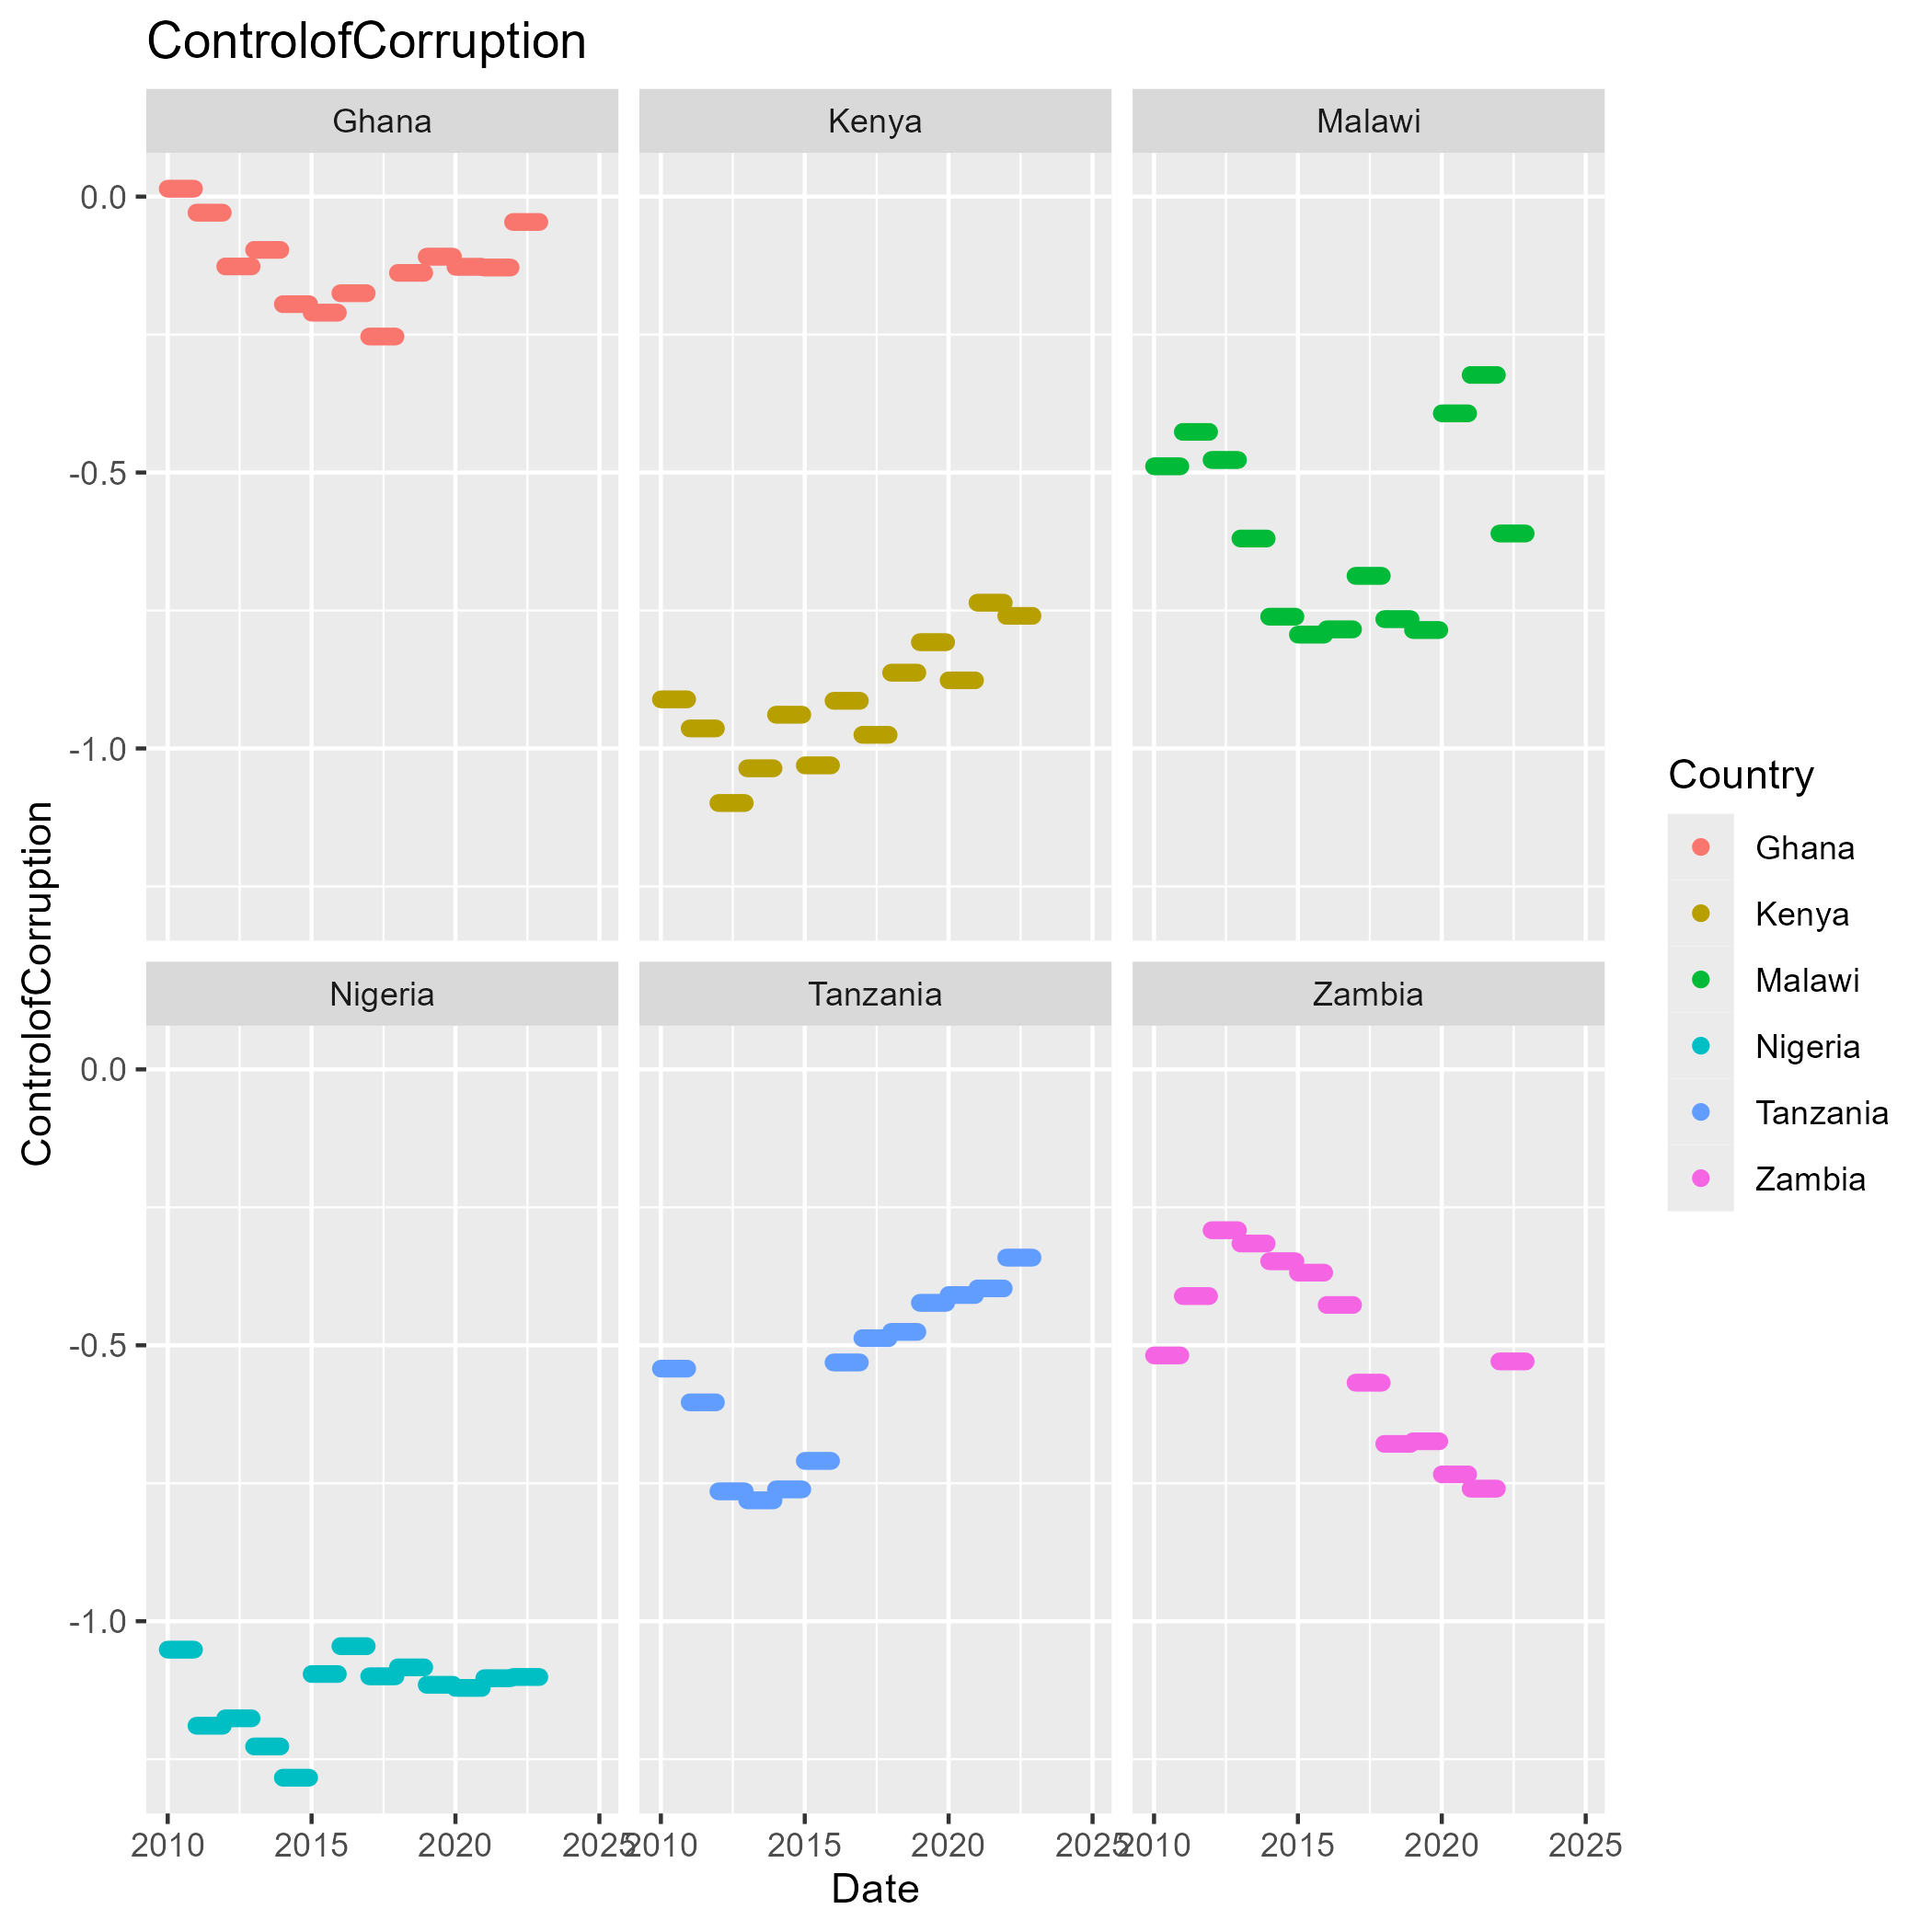 ControlofCorruption
Ghana
Kenya
Malawi
0.0
-0.5
-1.0
Nigeria
Tanzania
Zambia
0.0
-0.5
-1.0
2010 2015 2020 2025
2010 2015 2020 2025
2010 2015 2020 2025
Date
ControlofCorruption
Country
Ghana
Kenya
Malawi
Nigeria
Tanzania
Zambia